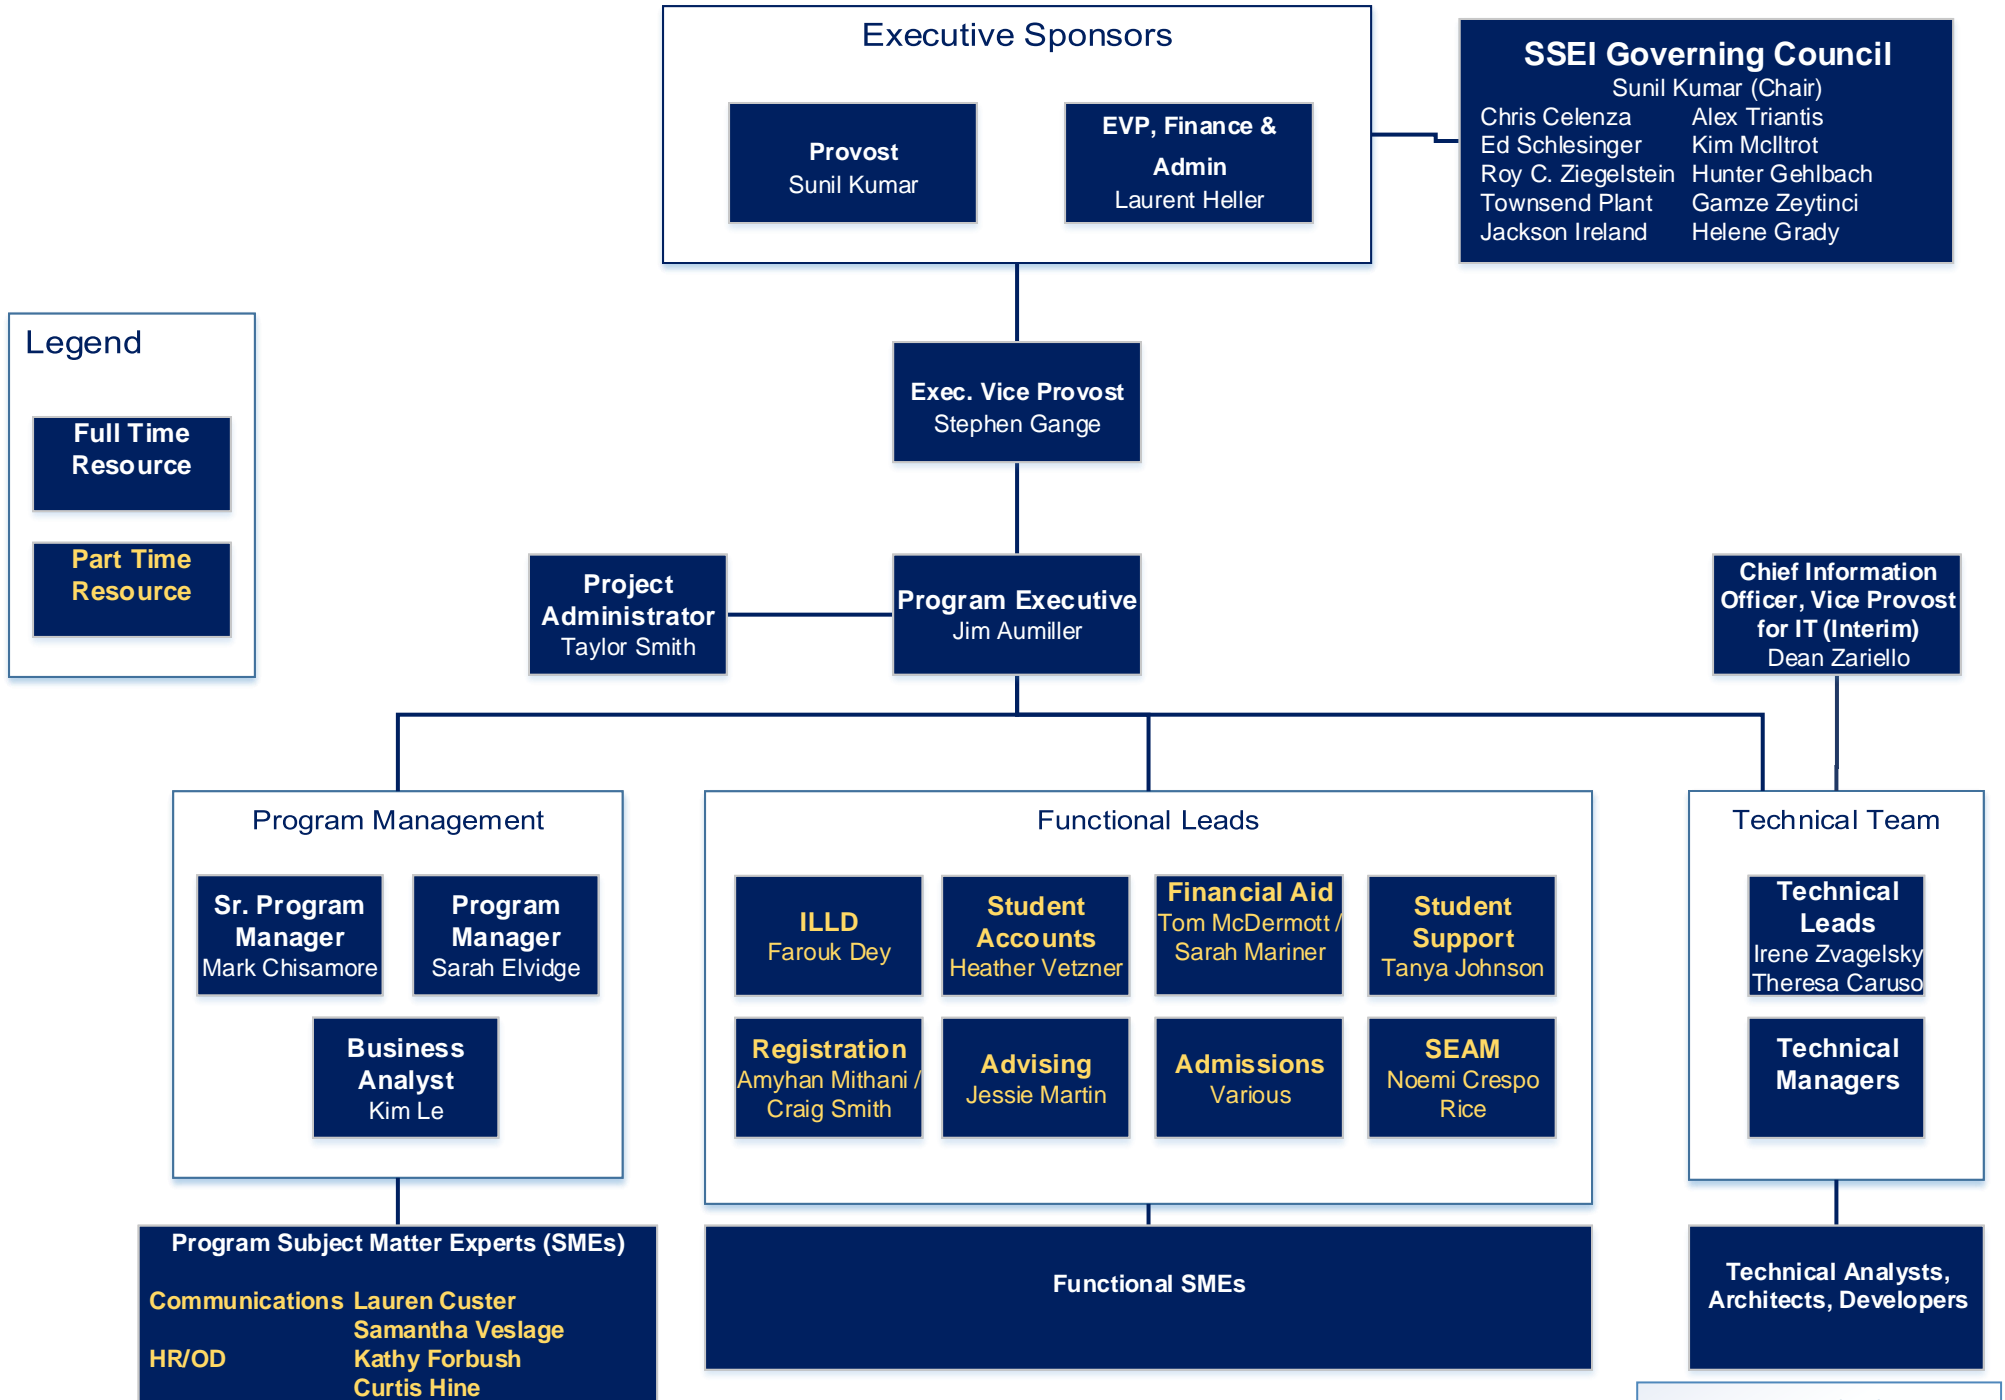 Executive Sponsors
Provost
Sunil Kumar
EVP, Finance &
Admin
Laurent Heller
SSEI Governing Council
Sunil Kumar (Chair)
Chris Celenza Alex Triantis
Ed Schlesinger Kim McIltrot
Roy C. Ziegelstein Hunter Gehlbach
Townsend Plant Gamze Zeytinci
Jackson Ireland Helene Grady
Legend
Full Time
Resource
Part Time
Resource
Exec. Vice Provost
Stephen Gange
Project
Administrator
Taylor Smith
Program Executive
Jim Aumiller
Chief Information
Officer, Vice Provost
for IT (Interim)
Dean Zariello
Program Management
Sr. Program
Manager
Mark Chisamore
Program
Manager
Sarah Elvidge
Business
Analyst
Kim Le
Functional Leads
ILLD
Farouk Dey
Student
Accounts
Heather Vetzner
Financial Aid
Tom McDermott /
Sarah Mariner
Student
Support
Tanya Johnson
Registration
Amyhan Mithani /
Craig Smith
Advising
Jessie Martin
Admissions
Various
SEAM
Noemi Crespo
Rice
Technical Team
Technical
Leads
Irene Zvagelsky
Theresa Caruso
Technical
Managers
Program Subject Matter Experts (SMEs)
Communications Lauren Custer
Samantha Veslage
HR/OD Kathy Forbush
Curtis Hine
Functional SMEs
Technical Analysts,
Architects, Developers